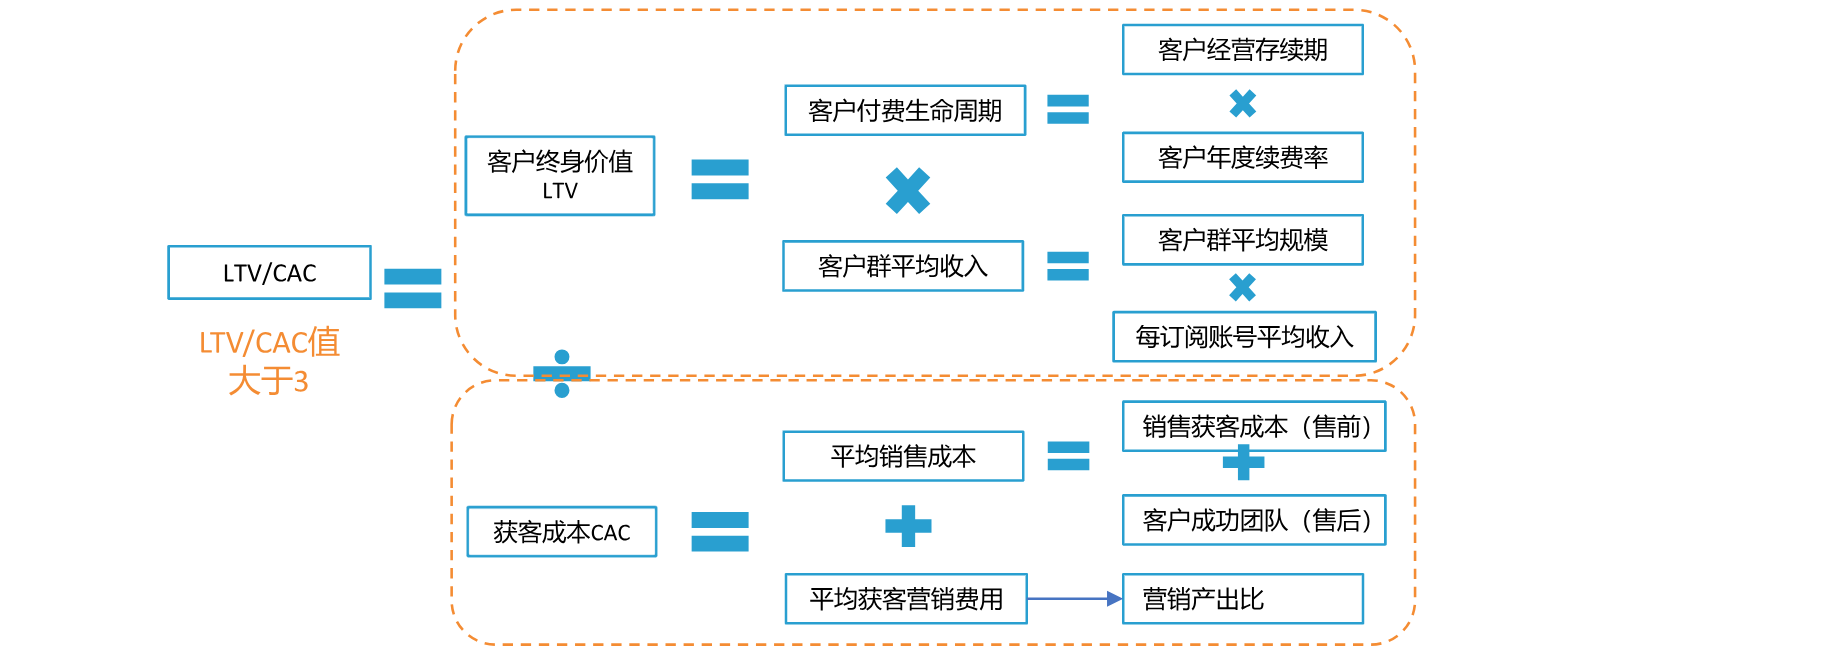 LTV/CAC
LTV/CAC值
大于3
客户终身价值
LTV
客户付费生命周期
客户群平均收入
客户经营存续期
客户年度续费率
客户群平均规模
每订阅账号平均收入
获客成本CAC
平均销售成本
平均获客营销费用
销售获客成本（售前）
客户成功团队（售后）
营销产出比